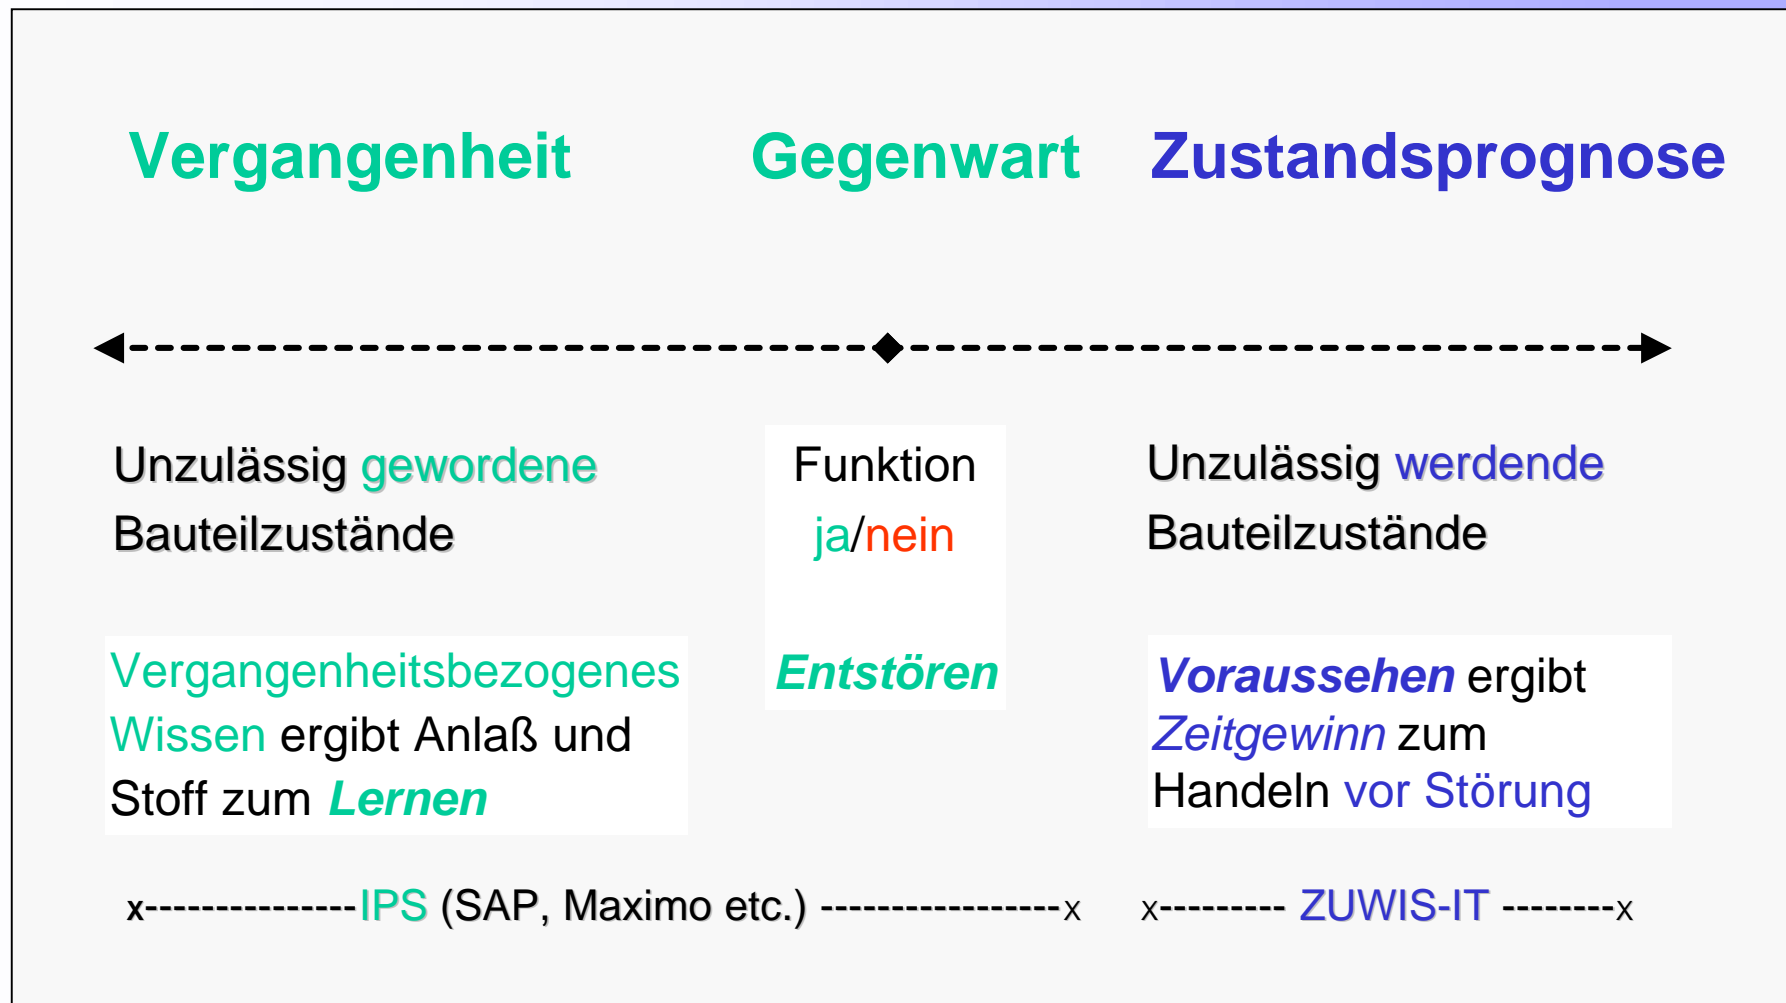 Vergangenheit Gegenwart Zustandsprognose
Unzulässig gewordene
Bauteilzustände
Funktion
ja/nein
Entstören
Unzulässig werdende
Bauteilzustände
Vergangenheitsbezogenes
Wissen ergibt Anlaß und
Stoff zum Lernen
Voraussehen ergibt
Zeitgewinn zum
Handeln vor Störung
x---------------IPS (SAP, Maximo etc.) -----------------x x--------- ZUWIS-IT --------x